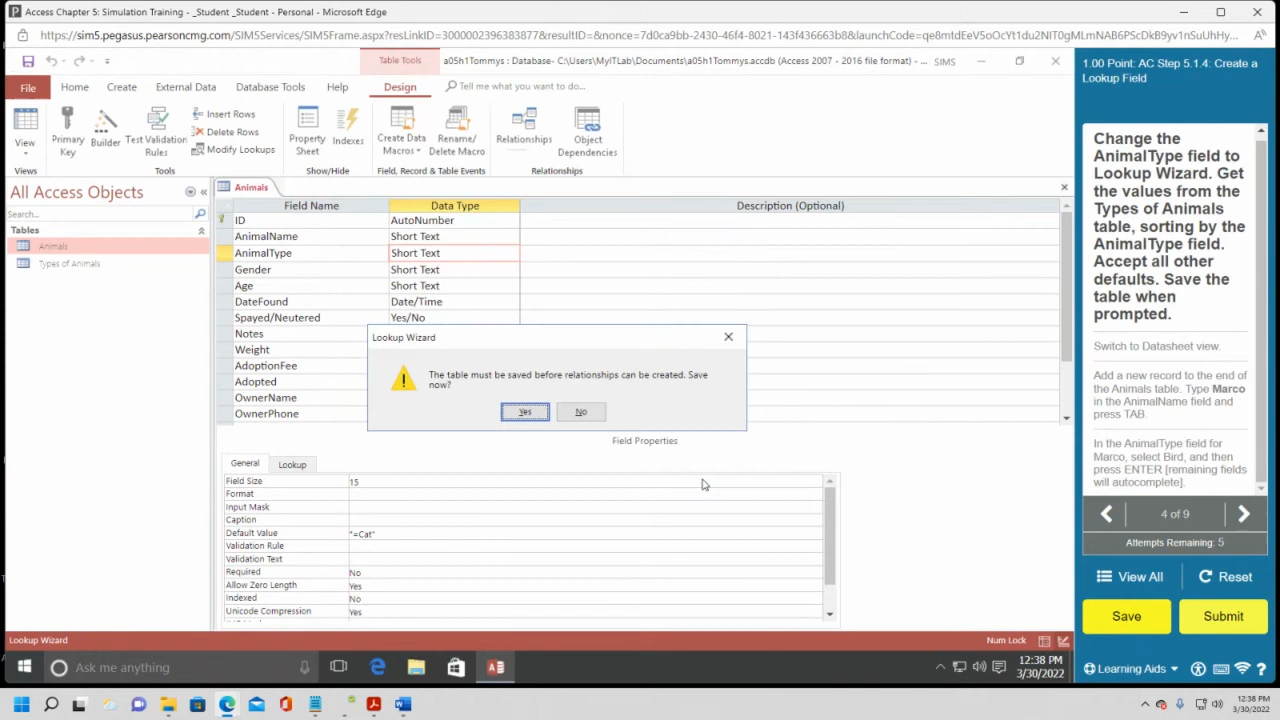 Access Chapter 5: Simulation Training - _Student _Student - Personal - Microsoft Edge
https://sim5.pegasus.pearsoncmg.com/SIM5Services/SIM5Frame.aspx?resLinkID=30000023963837&resultID=&nonce=7d0ca9bb-2430-46f4-8021-143f436663b8&launchCode=
Table Tools
a05h1Tommys : Database- C:\Users\MyITLab\Documents\a05h1Tommys.accdb (Access 2007 - 2016 file format) - ...
SIMS
File Home Create External Data Database Tools Help Design Tell me what you want to do...
View
Primary Key
Builder
Test Validation Rules
Insert Rows
Delete Rows
Modify Lookups
Property Sheet
Indexes
Create Data Macros
Rename/ Delete Macro
Relationships
Object Dependencies
Views Tools Show/Hide Field, Record & Table Events Relationships
All Access Objects
Search...
Tables
Animals
Types of Animals
Animals
Field Name Data Type Description (Optional)
ID AutoNumber
AnimalName Short Text
AnimalType Short Text
Gender Short Text
Age Short Text
DateFound Date/Time
Spayed/Neutered Yes/No
Notes
Weight
AdoptionFee
Adopted
OwnerName
OwnerPhone
Lookup Wizard
The table must be saved before relationships can be created. Save
now?
Yes No
Field Properties
General Lookup
Field Size 15
Format
Input Mask
Caption
Default Value "=Cat"
Validation Rule
Validation Text
Required No
Allow Zero Length Yes
Indexed No
Unicode Compression Yes
Lookup Wizard
Num Lock
Ask me anything
12:38 PM
3/30/2022
1.00 Point: AC Step 5.1.4: Create a
Lookup Field
Change the
AnimalType field to
Lookup Wizard. Get
the values from the
Types of Animals
table, sorting by the
AnimalType field.
Accept all other
defaults. Save the
table when
prompted.
Switch to Datasheet view.
Add a new record to the end of
the Animals table. Type Marco
in the AnimalName field and
press TAB.
In the AnimalType field for
Marco, select Bird, and then
press ENTER [remaining fields
will autocomplete].
4 of 9
Attempts Remaining: 5
View All Reset
Save Submit
Learning Aids
12:38 PM
3/30/2022